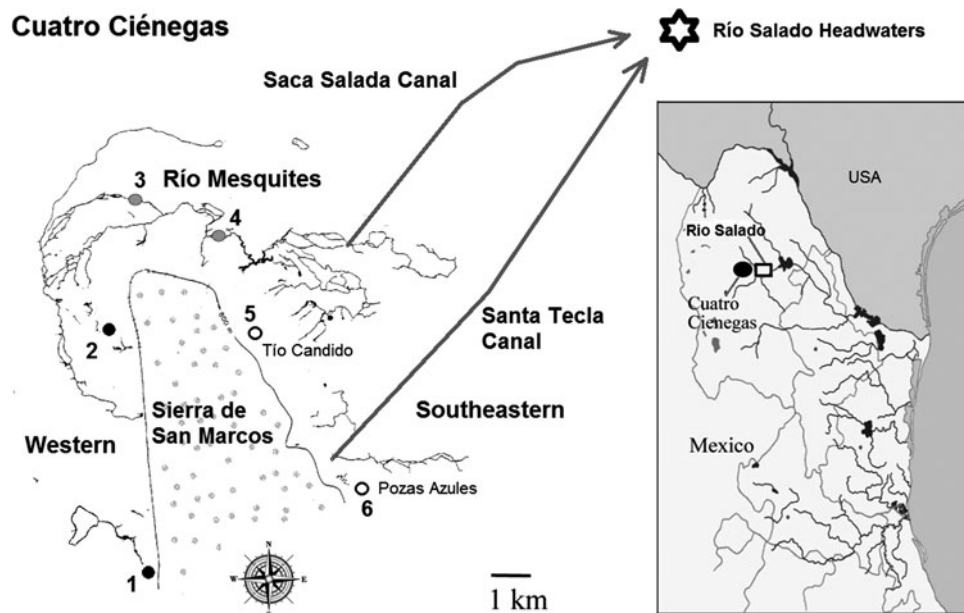 Cuatro Ciénegas
Río Salado Headwaters
Saca Salada Canal
3
Río Mesquites
4
USA
Rio Salado
5
Tío Candido
2
Santa Tecla
Canal
Cuatro
Cienegas
Sierra de
San Marcos
Southeastern
Western
Mexico
Pozas Azules
6
1
N
W
E
S
1 km